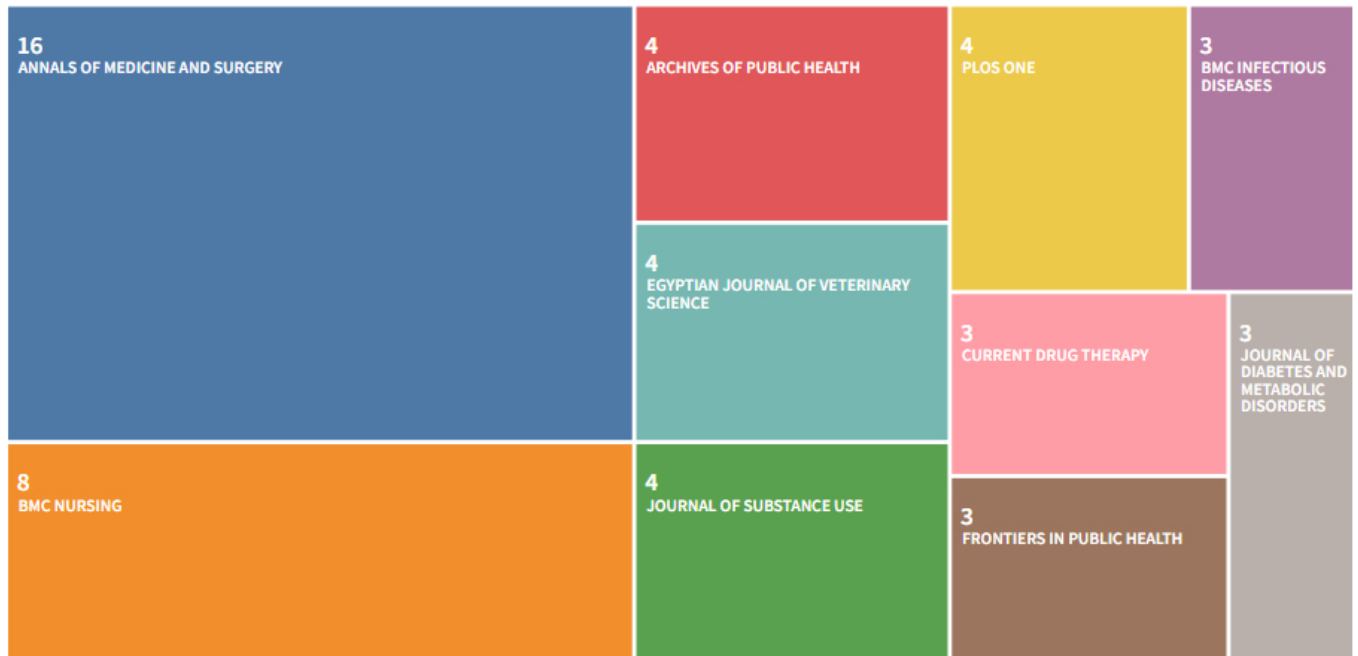 16
ANNALS OF MEDICINE AND SURGERY
8
BMC NURSING
4
ARCHIVES OF PUBLIC HEALTH
4
EGYPTIAN JOURNAL OF VETERINARY
SCIENCE
4
JOURNAL OF SUBSTANCE USE
4
PLOS ONE
3
BMC INFECTIOUS
DISEASES
3
CURRENT DRUG THERAPY
3
FRONTIERS IN PUBLIC HEALTH
3
JOURNAL OF
DIABETES AND
METABOLIC
DISORDERS